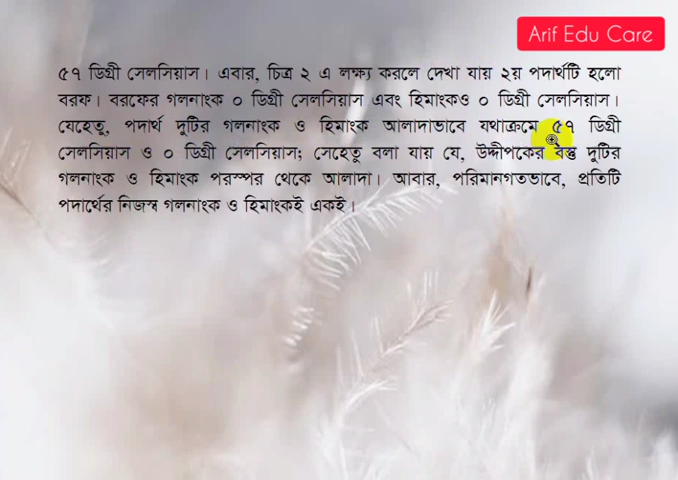 Arif Edu Care
৫৭ ডিগ্রী সেলসিয়াস। এবার, চিত্র ২ এ লক্ষ্য করলে দেখা যায় ২য় পদার্থটি হলো
বরফ। বরফের গলনাংক ০ ডিগ্রী সেলসিয়াস এবং হিমাংকও ০ ডিগ্রী সেলসিয়াস।
যেহেতু, পদার্থ দুটির গলনাংক ও হিমাংক আলাদাভাবে যথাক্রমে ৫৭ ডিগ্রী
সেলসিয়াস ও ০ ডিগ্রী সেলসিয়াস; সেহেতু বলা যায় যে, উদ্দীপকের বস্তু দুটির
গলনাংক ও হিমাংক পরস্পর থেকে আলাদা। আবার, পরিমানগতভাবে, প্রতিটি
পদার্থের নিজস্ব গলনাংক ও হিমাংকই একই।